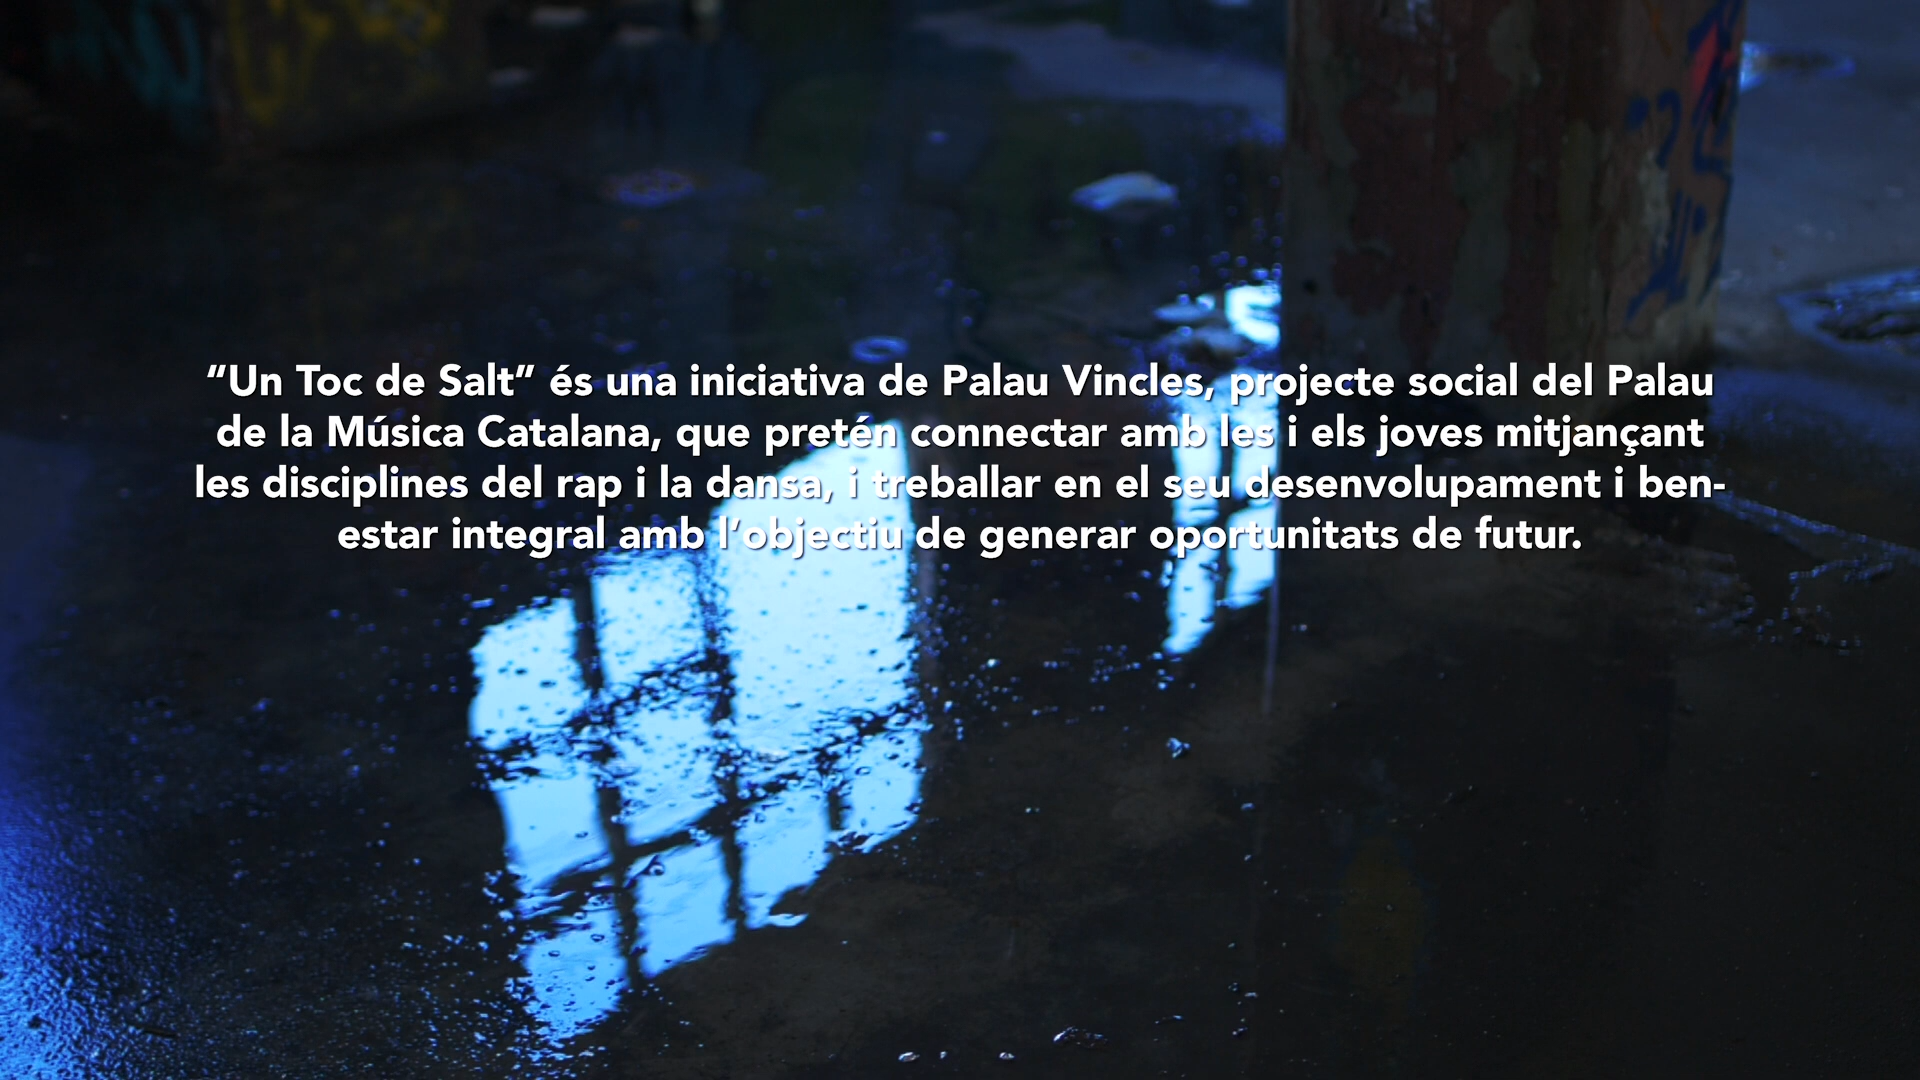 “Un Toc de Salt” és una iniciativa de Palau Vincles, projecte social del Palau
de la Música Catalana, que pretén connectar amb les i els joves mitjançant
les disciplines del rap i la dansa, i treballar en el seu desenvolupament i ben-
estar integral amb l’objectiu de generar oportunitats de futur.